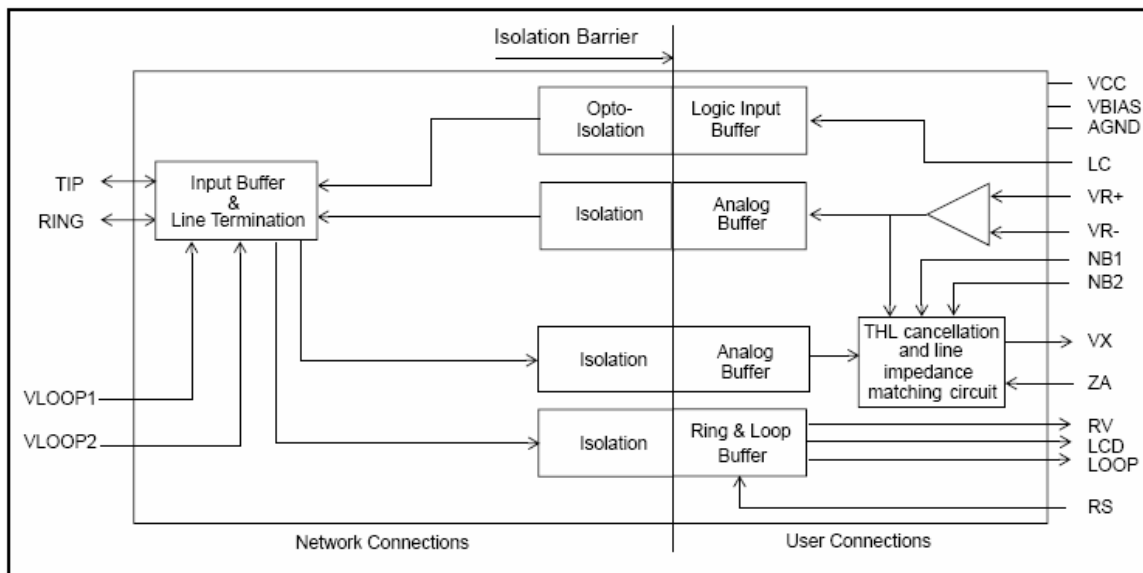 Isolation Barrier
Opto-
Isolation
Logic Input
Buffer
VCC
VBIAS
AGND
LC
TIP
RING
Input Buffer
&
Line Termination
Isolation
Analog
Buffer
VR+
VR-
NB1
NB2
Isolation
Analog
Buffer
THL cancellation
and line
impedance
matching circuit
VX
ZA
VLOOP1
VLOOP2
Isolation
Ring & Loop
Buffer
RV
LCD
LOOP
RS
Network Connections
User Connections